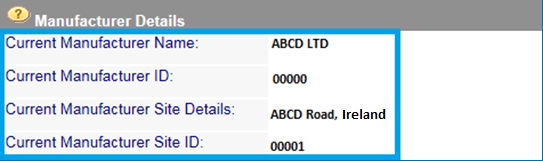 Manufacturer Details
Current Manufacturer Name: ABCD LTD
Current Manufacturer ID: 00000
Current Manufacturer Site Details: ABCD Road, Ireland
Current Manufacturer Site ID: 00001